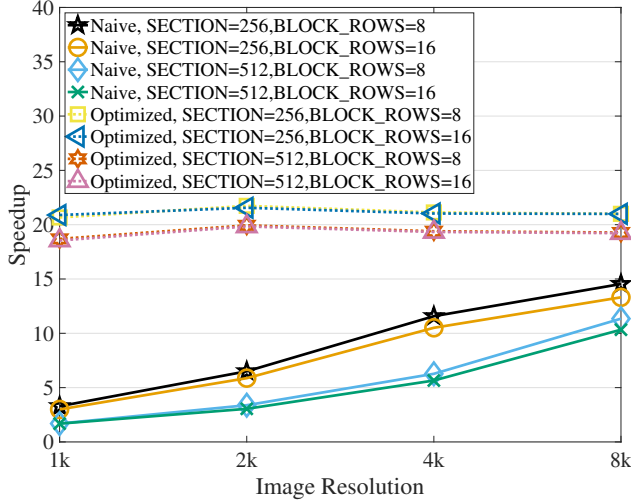 40
35
30
25
20
15
10
5
0
Speedup
Naive, SECTION=256,BLOCK_ROWS=8
Naive, SECTION=256,BLOCK_ROWS=16
Naive, SECTION=512,BLOCK_ROWS=8
Naive, SECTION=512,BLOCK_ROWS=16
Optimized, SECTION=256,BLOCK_ROWS=8
Optimized, SECTION=256,BLOCK_ROWS=16
Optimized, SECTION=512,BLOCK_ROWS=8
Optimized, SECTION=512,BLOCK_ROWS=16
1k 2k 4k 8k
Image Resolution